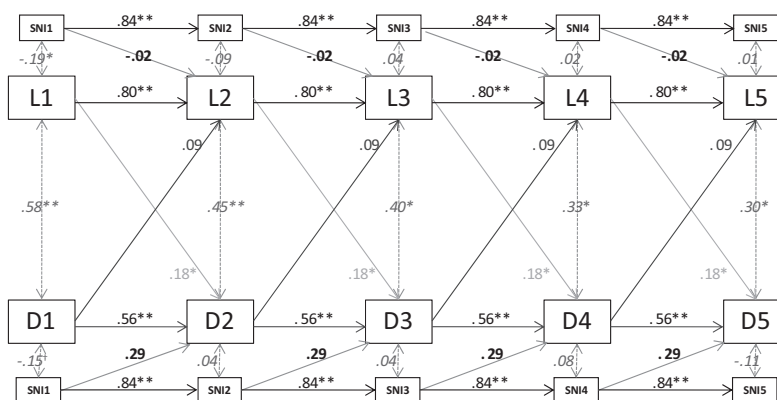 SNI1 .84** SNI2 .84** SNI3 .84** SNI4 .84** SNI5
-.19* -.02 -.09 -.02 .04 -.02 .02 -.02 .01
L1 .80** L2 .80** L3 .80** L4 .80** L5
.09 .09 .09 .09
.58** .45** .40* .33* .30*
.18* .18* .18* .18*
D1 .56** D2 .56** D3 .56** D4 .56** D5
-.15† .29 .04 .29 .04 .29 .08 .29 -.11
SNI1 .84** SNI2 .84** SNI3 .84** SNI4 .84** SNI5